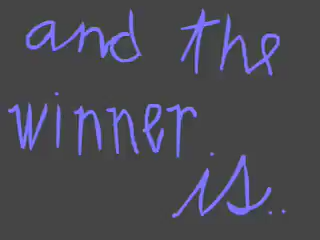 and the
winner
is..